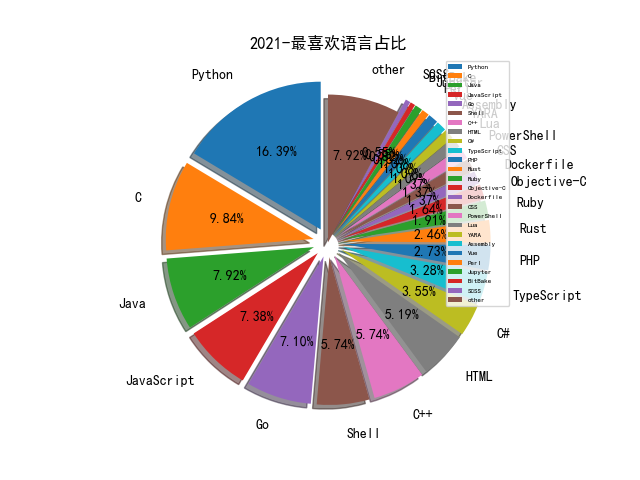 2021-最喜欢语言占比
Python
16.39%
C
9.84%
Java
7.92%
JavaScript
7.38%
Go
7.10%
Shell
5.74%
C++
5.74%
HTML
5.19%
C#
3.55%
TypeScript
3.28%
PHP
2.73%
Rust
2.46%
Ruby
1.91%
Objective-C
1.64%
Dockerfile
1.37%
CSS
1.37%
PowerShell
1.37%
Lua
other
7.92%
Python
C
Java
JavaScript
Go
Shell
C++
HTML
C#
TypeScript
PHP
Rust
Ruby
Objective-C
Dockerfile
CSS
PowerShell
Lua
YARA
Assembly
Vue
Perl
Jupyter
BitBake
SCSS
other